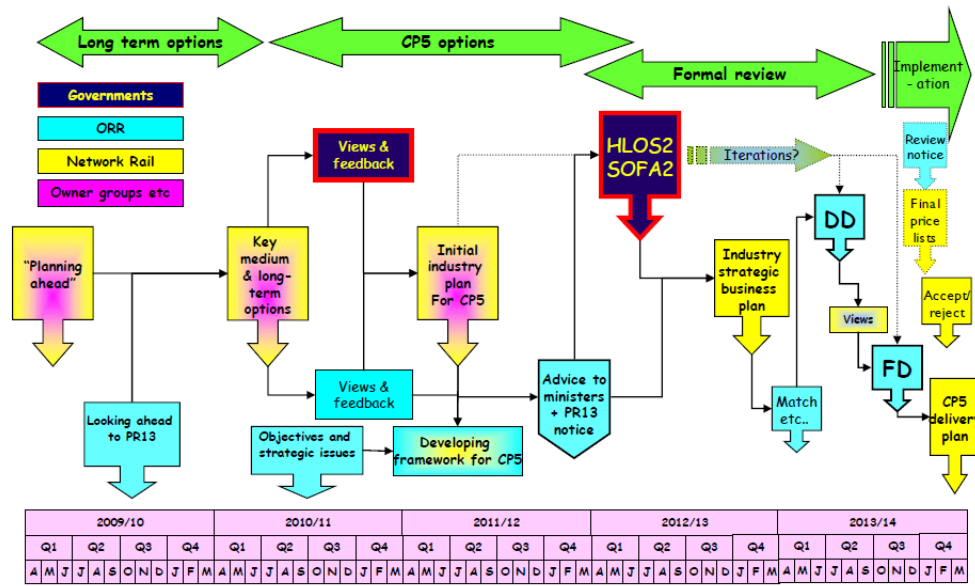 Long term options
CP5 options
Formal review
Implement
- ation
Governments
ORR
Network Rail
Owner groups etc
Views &
feedback
HLOS2
SOFA2
Iterations?
Review
notice
"Planning
ahead"
Key
medium
& long-
term
options
Initial
industry
plan
For CP5
Industry
strategic
business
plan
DD
Final
price
lists
Views
Accept/
reject
FD
Looking ahead
to PR13
Views &
feedback
Advice to
ministers
+ PR13
notice
Match
etc..
CP5
delivery
plan
Objectives and
strategic issues
Developing
framework for CP5
2009/10 2010/11 2011/12 2012/13 2013/14
Q1 Q2 Q3 Q4 Q1 Q2 Q3 Q4 Q1 Q2 Q3 Q4 Q1 Q2 Q3 Q4 Q1 Q2 Q3 Q4
A M J J A S O N D J F M A M J J A S O N D J F M A M J J A S O N D J F M A M J J A S O N D J F M A M J J A S O N D J F M